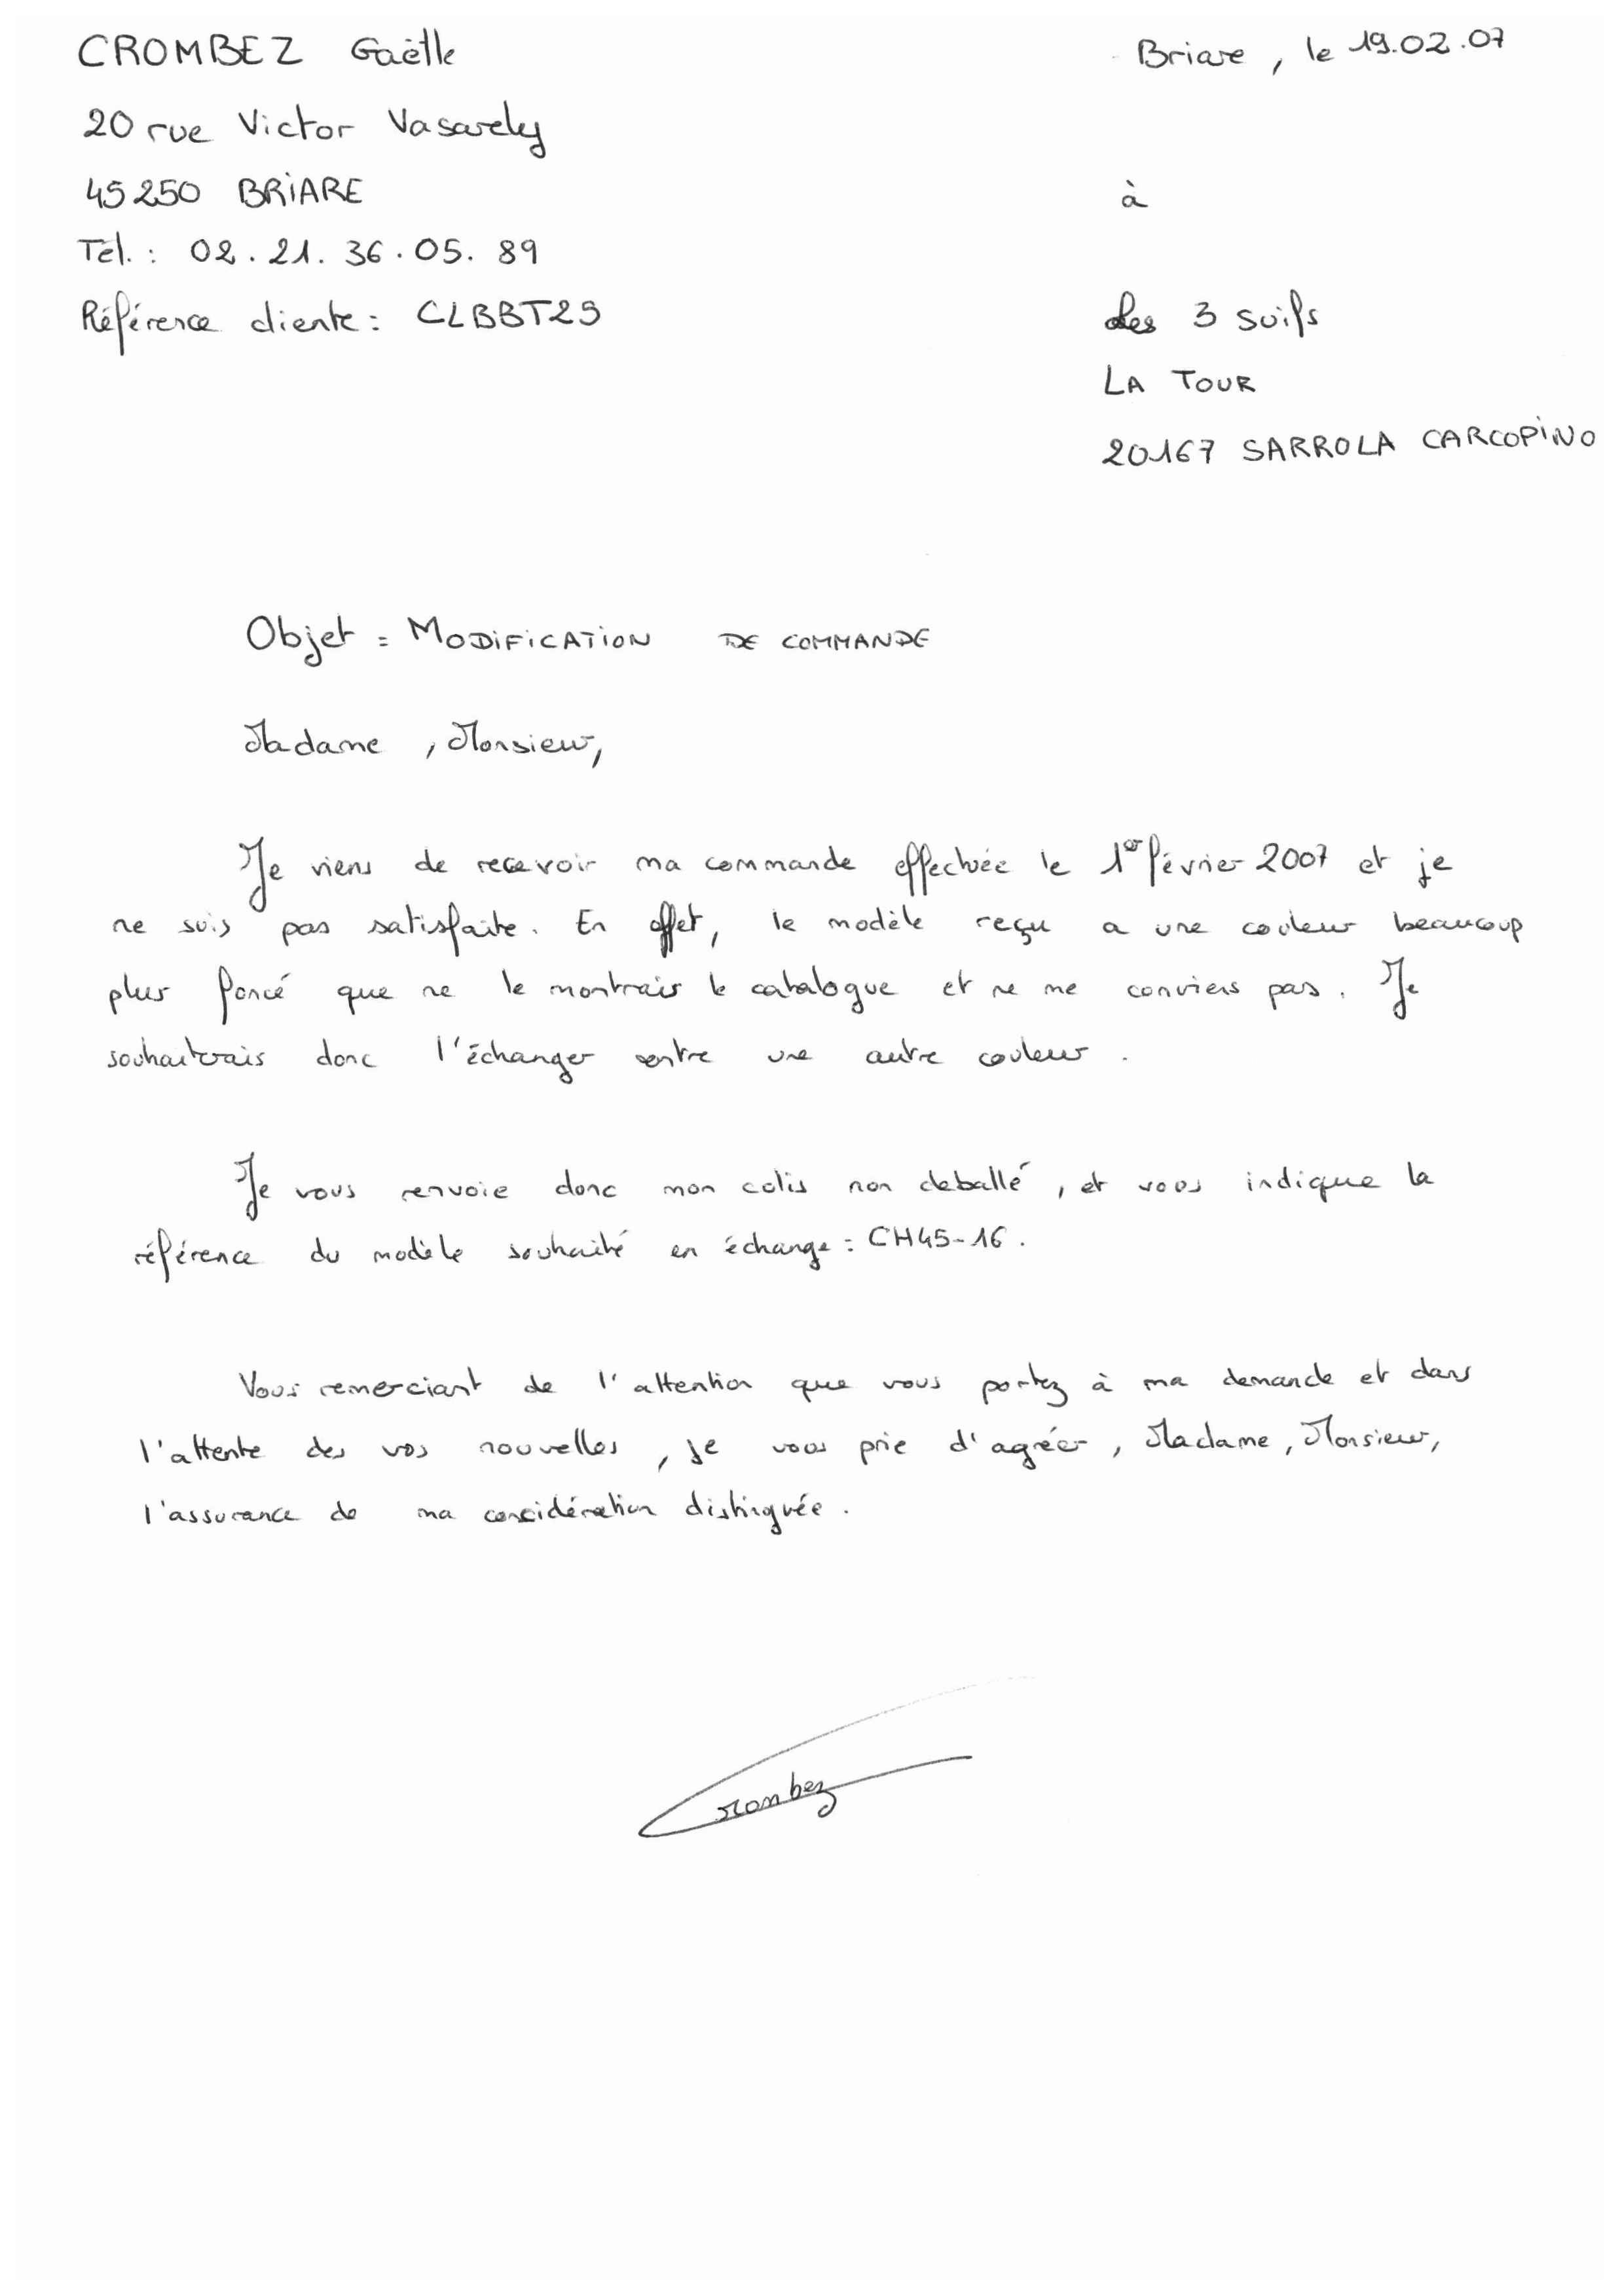 CROMBEZ Gaëlle
Briare, le 19.02.07
20 rue Victor Vasarely
45250 BRIARE
à
Tél. : 02.21.36.05.89
Référence cliente : CLBBT29
Les 3 suifs
LA TOUR
20167 SARROLA CARCOPINO
Objet : MODIFICATION DE COMMANDE
Madame, Monsieur,
Je viens de recevoir ma commande effectuée le 1er février 2007 et je
ne suis pas satisfaite. En effet, le modèle reçu a une couleur beaucoup
plus foncé que ne le montrais le catalogue et ne me conviens pas. Je
souhaiterais donc l'échanger contre une autre couleur.
Je vous renvoie donc mon colis non deballé, et vous indique la
référence du modèle souhaité en échange : CH45-16.
Vous remerciant de l'attention que vous portez à ma demande et dans
l'attente des vos nouvelles, je vous prie d'agréer, Madame, Monsieur,
l'assurance de ma considération distinguée.
Crombez